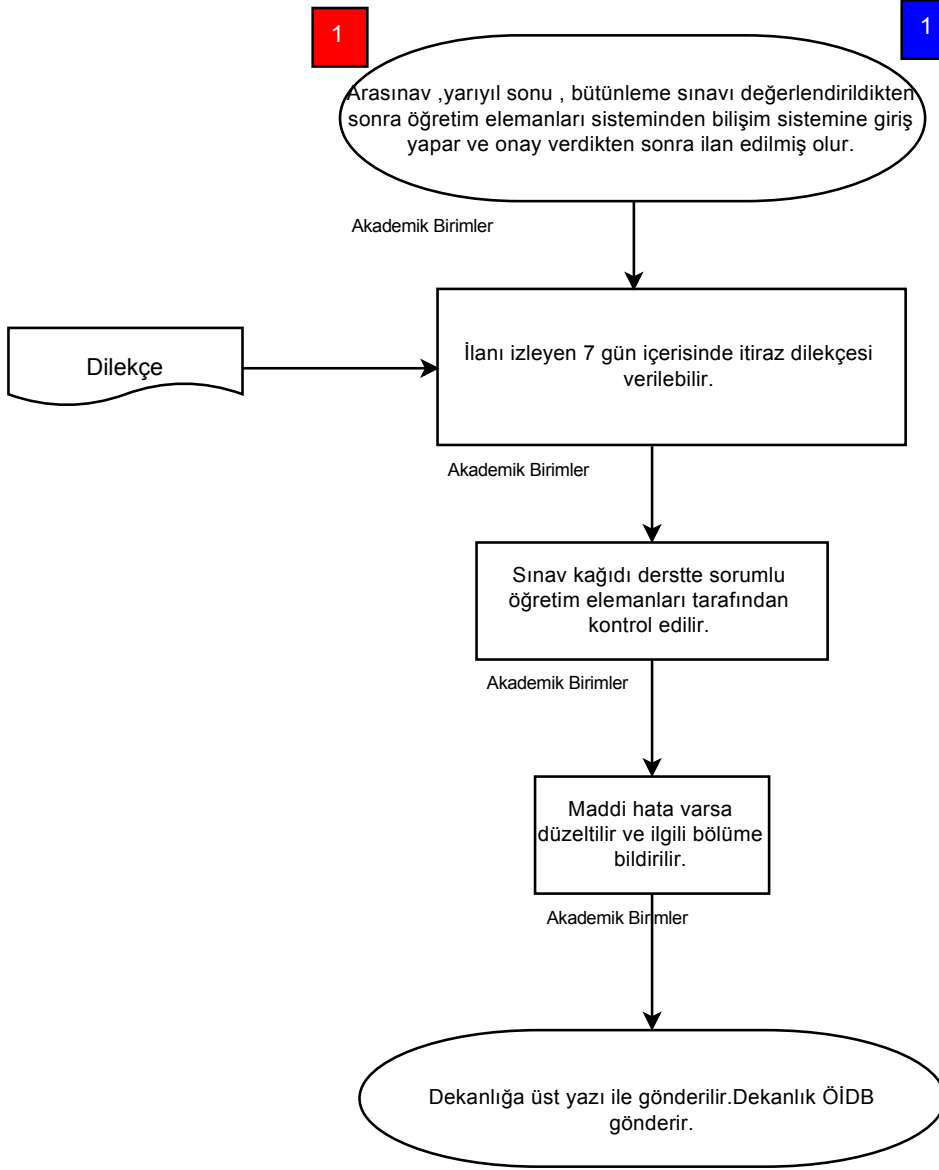 1
1
Arasınav ,yarıyıl sonu , bütünleme sınavı değerlendirildikten
sonra öğretim elemanları sisteminden bilişim sistemine giriş
yapar ve onay verdikten sonra ilan edilmiş olur.
Akademik Birimler
Dilekçe
İlanı izleyen 7 gün içerisinde itiraz dilekçesi
verilebilir.
Akademik Birimler
Sınav kağıdı derstte sorumlu
öğretim elemanları tarafından
kontrol edilir.
Akademik Birimler
Maddi hata varsa
düzeltilir ve ilgili bölüme
bildirilir.
Akademik Birimler
Dekanlığa üst yazı ile gönderilir.Dekanlık ÖİDB
gönderir.